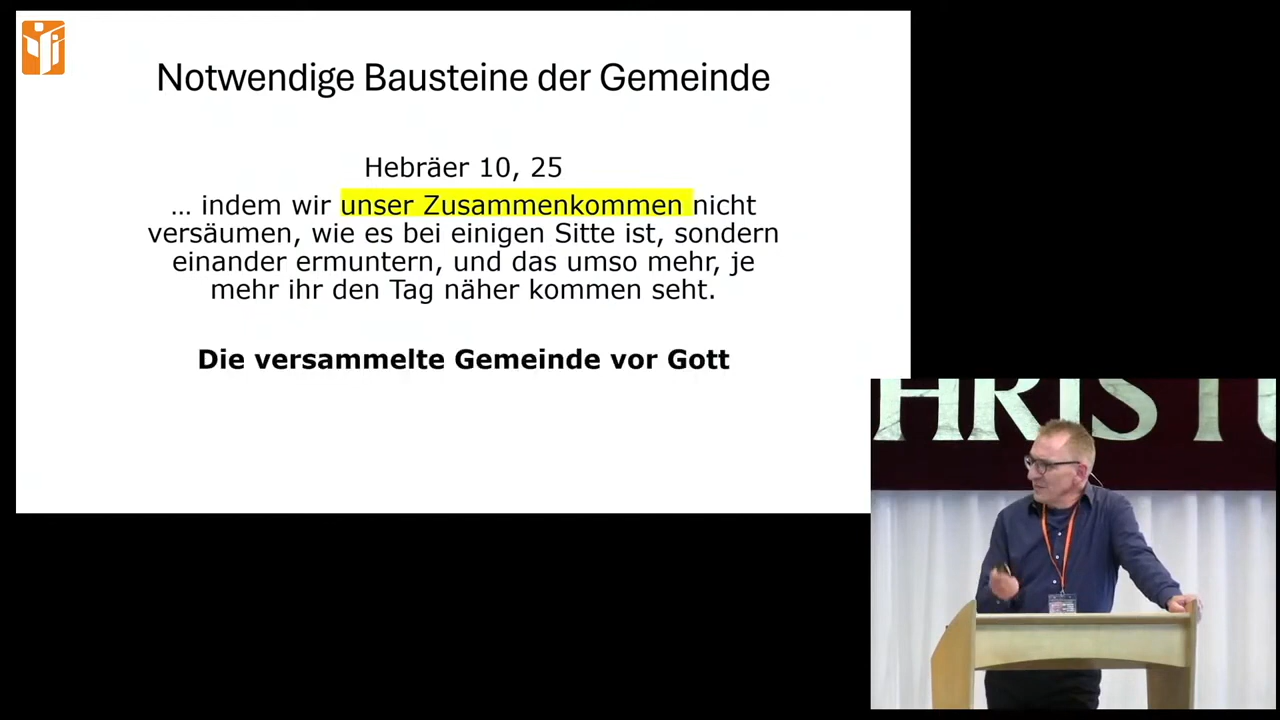 Notwendige Bausteine der Gemeinde
Hebräer 10, 25
… indem wir unser Zusammenkommen nicht
versäumen, wie es bei einigen Sitte ist, sondern
einander ermuntern, und das umso mehr, je
mehr ihr den Tag näher kommen seht.
Die versammelte Gemeinde vor Gott
HRISTU